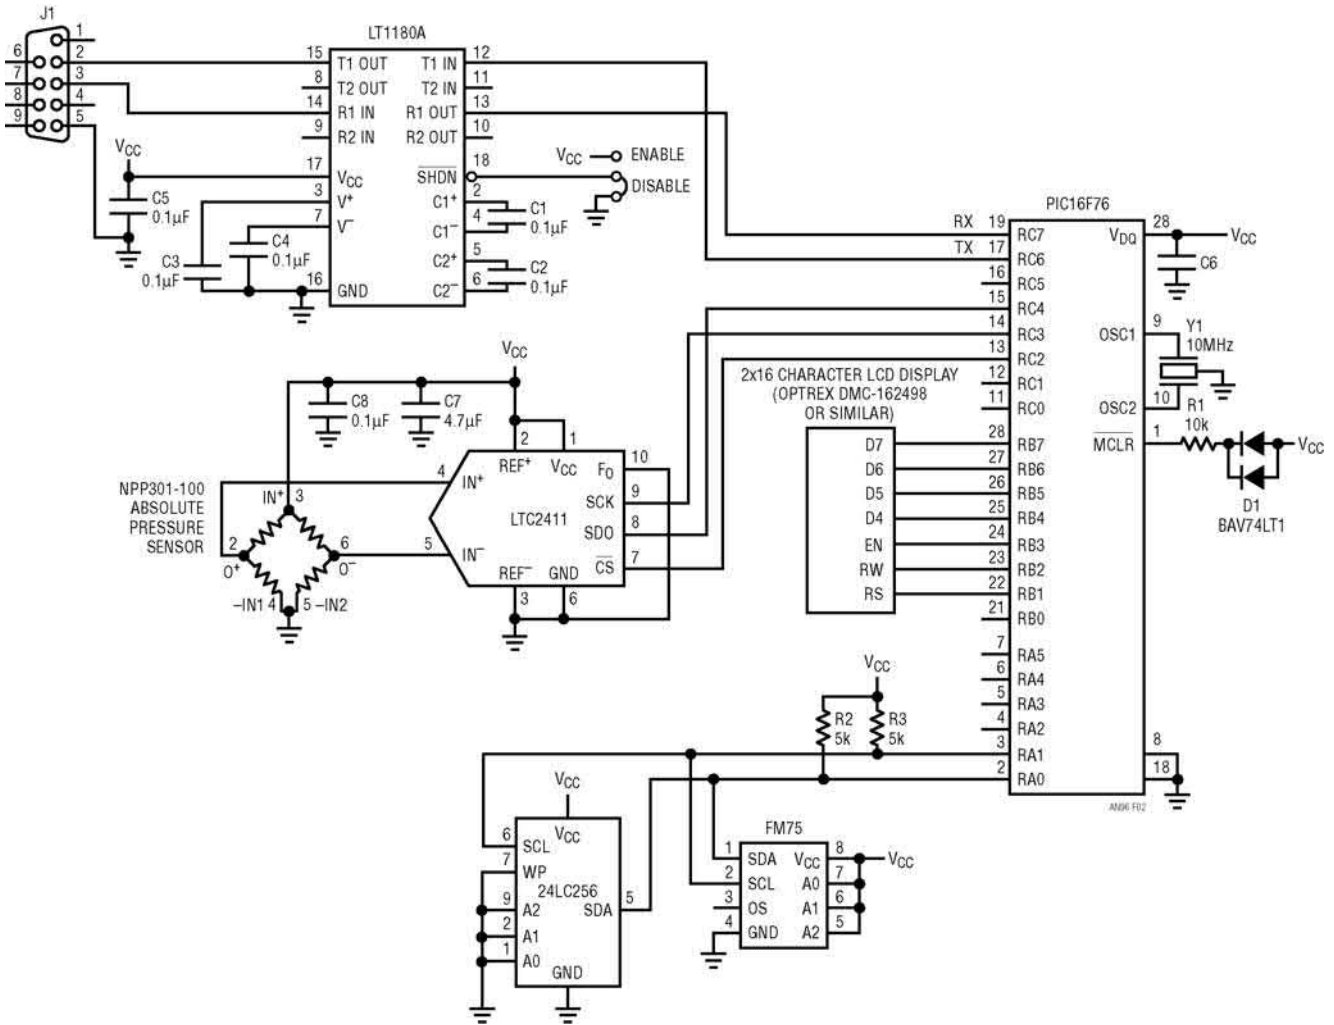 J1
1
2
3
4
5
6
7
8
9
LT1180A
15 T1 OUT T1 IN 12
8 T2 OUT T2 IN 11
14 R1 IN R1 OUT 13
9 R2 IN R2 OUT 10
17 VCC SHDN 18
3 V+ C1+ 2
7 V− C1− 4
C2+ 5
16 GND C2− 6
VCC
C5
0.1µF
C3
0.1µF
C4
0.1µF
C1
0.1µF
C2
0.1µF
VCC ENABLE
DISABLE
PIC16F76
RX 19 RC7
TX 17 RC6
16 RC5
15 RC4
14 RC3
13 RC2
12 RC1
11 RC0
28 RB7
27 RB6
26 RB5
25 RB4
24 RB3
23 RB2
22 RB1
21 RB0
7 RA5
6 RA4
5 RA3
4 RA2
3 RA1
2 RA0
VDQ 28 VCC
C6
OSC1 9
Y1
10MHz
OSC2 10
MCLR 1
R1
10k
VCC
D1
BAV74LT1
8
18
AN96 F02
2x16 CHARACTER LCD DISPLAY
(OPTREX DMC-162498
OR SIMILAR)
D7
D6
D5
D4
EN
RW
RS
VCC
C8
0.1µF
C7
4.7µF
2 REF+
1 VCC
4 IN+
5 IN−
LTC2411
FO 10
SCK 9
SDO 8
CS 7
REF− 3
GND 6
NPP301-100
ABSOLUTE
PRESSURE
SENSOR
IN+ 3
2 O+
6 O−
–IN1 4 5 –IN2
VCC
R2
5k
R3
5k
VCC
VCC
6 SCL
7 WP
24LC256
9 A2
2 A1
1 A0
SDA 5
GND
FM75
1 SDA VCC 8 VCC
2 SCL A0 7
3 OS A1 6
4 GND A2 5